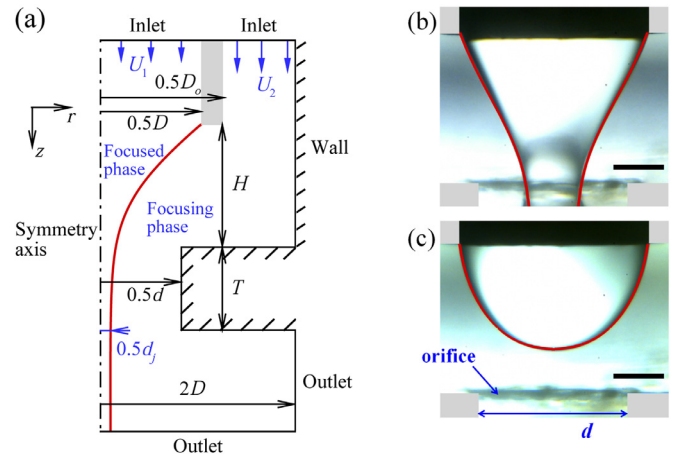 (a)
Inlet
Inlet
U₁
U₂
0.5Dₒ
r
0.5D
z
Wall
Focused
phase
H
Focusing
phase
Symmetry
axis
T
0.5d
0.5dⱼ
Outlet
2D
Outlet
(b)
(c)
orifice
d